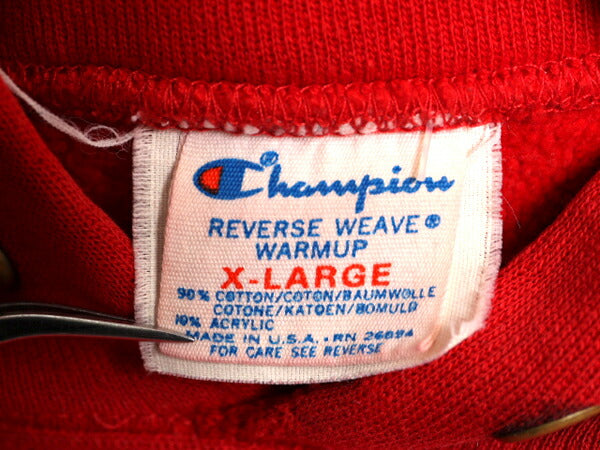 Champion®
REVERSE WEAVE®
WARMUP
X-LARGE
90% COTTON/COTON/BAUMWOLLE
COTONE/KATOEN/BOMULD
10% ACRYLIC
MADE IN U.S.A. · RN 26094
FOR CARE SEE REVERSE